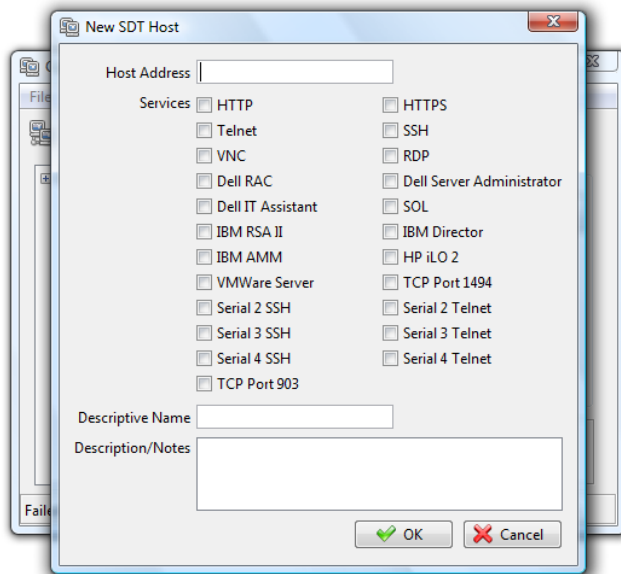 New SDT Host
Host Address
File
Services HTTP HTTPS
Telnet SSH
VNC RDP
Dell RAC Dell Server Administrator
Dell IT Assistant SOL
IBM RSA II IBM Director
IBM AMM HP iLO 2
VMWare Server TCP Port 1494
Serial 2 SSH Serial 2 Telnet
Serial 3 SSH Serial 3 Telnet
Serial 4 SSH Serial 4 Telnet
TCP Port 903
Descriptive Name
Description/Notes
OK Cancel